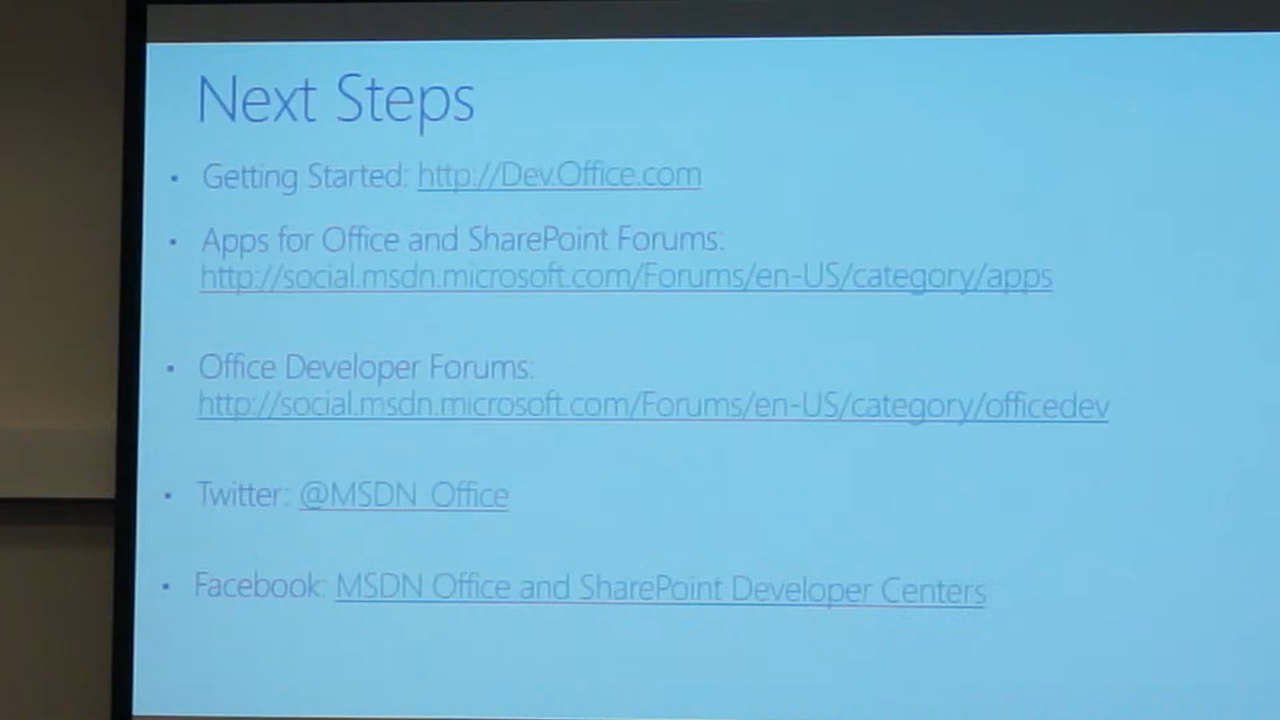 Next Steps
• Getting Started: http://Dev.Office.com
• Apps for Office and SharePoint Forums:
http://social.msdn.microsoft.com/Forums/en-US/category/apps
• Office Developer Forums:
http://social.msdn.microsoft.com/Forums/en-US/category/officedev
• Twitter: @MSDN_Office
• Facebook: MSDN Office and SharePoint Developer Centers